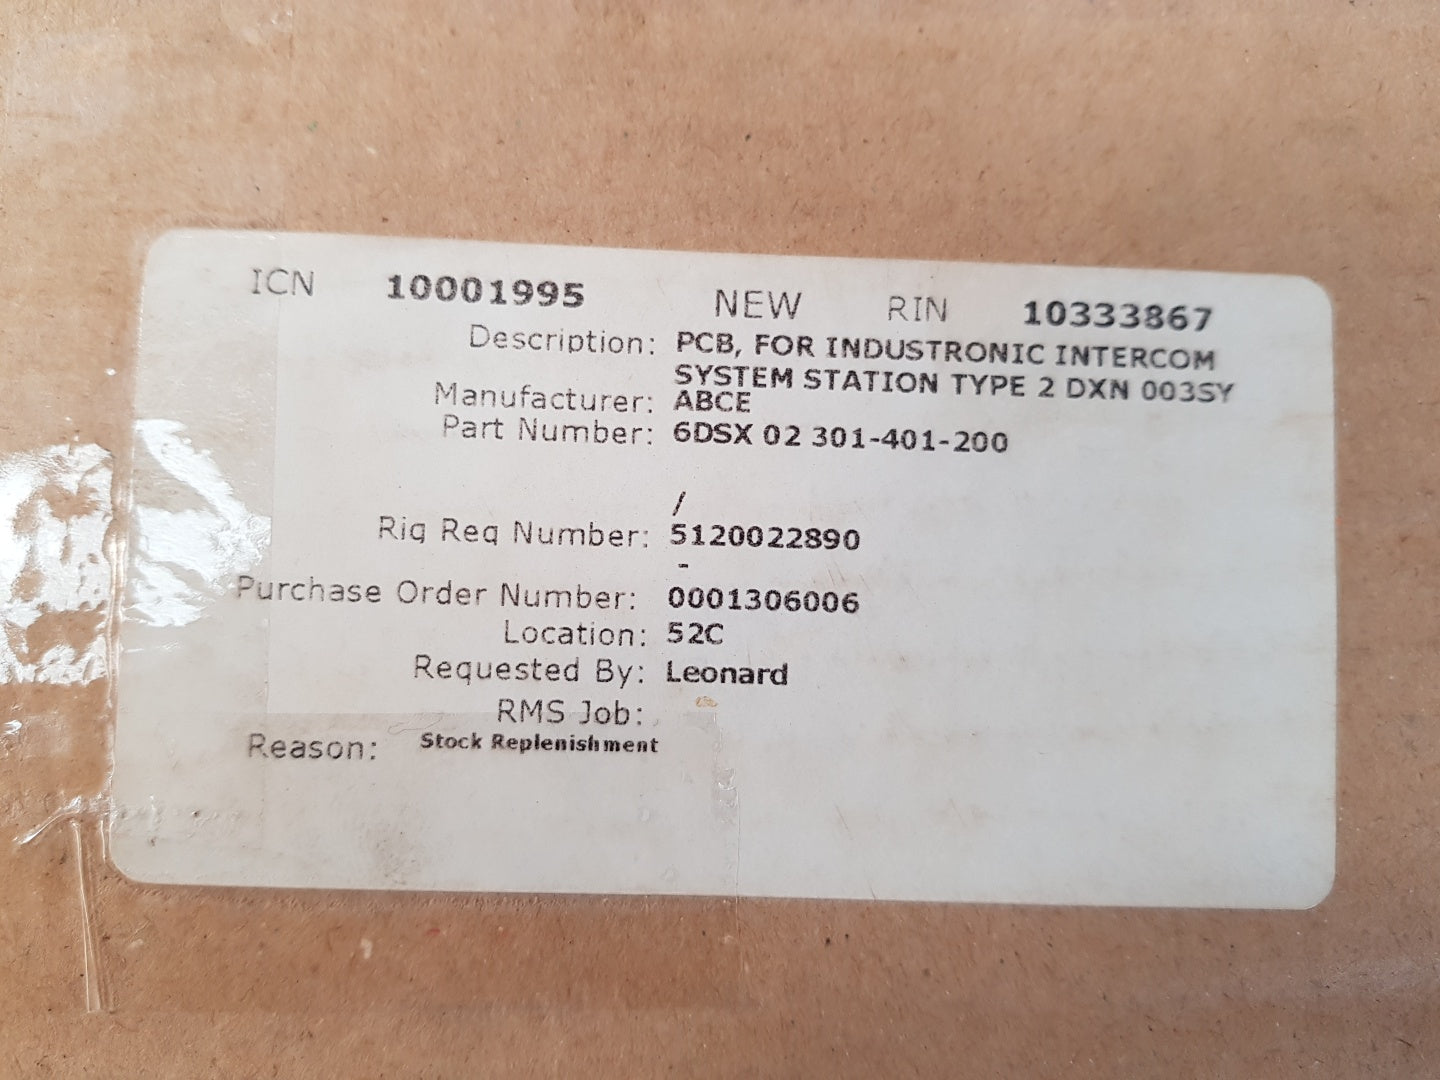 ICN 10001995 NEW RIN 10333867
Description: PCB, FOR INDUSTRONIC INTERCOM
SYSTEM STATION TYPE 2 DXN 003SY
Manufacturer: ABCE
Part Number: 6DSX 02 301-401-200
/
Rig Req Number: 5120022890
-
Purchase Order Number: 0001306006
Location: 52C
Requested By: Leonard
RMS Job:
Reason: Stock Replenishment